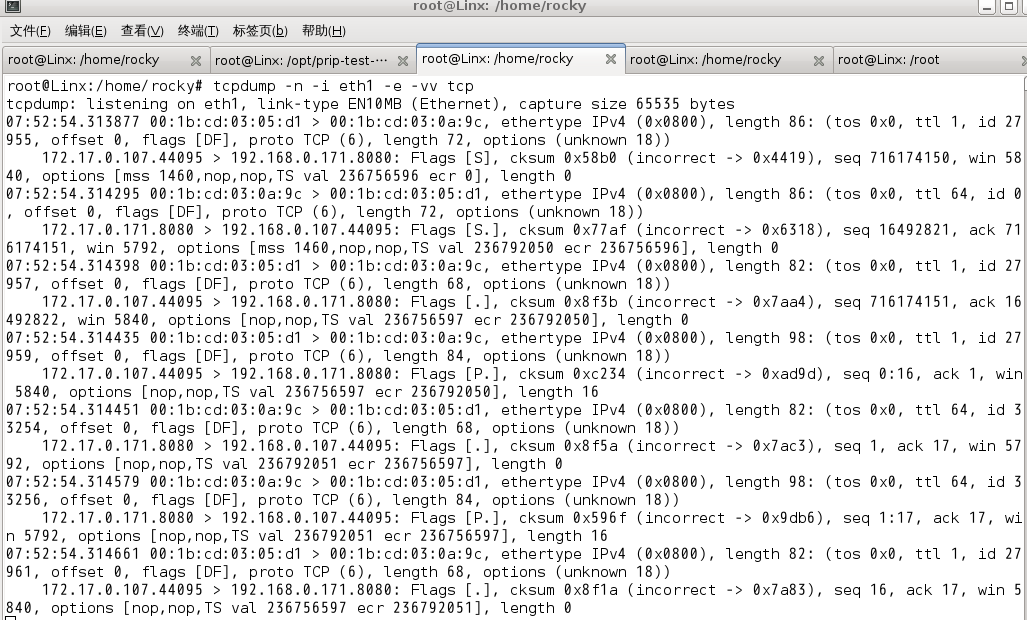 root@Linx: /home/rocky
文件(F) 编辑(E) 查看(V) 终端(T) 标签页(b) 帮助(H)
root@Linx: /home/rocky root@Linx: /opt/prip-test-··· root@Linx: /home/rocky root@Linx: /home/rocky root@Linx: /root
root@Linx:/home/rocky# tcpdump -n -i eth1 -e -vv tcp
tcpdump: listening on eth1, link-type EN10MB (Ethernet), capture size 65535 bytes
07:52:54.313877 00:1b:cd:03:05:d1 > 00:1b:cd:03:0a:9c, ethertype IPv4 (0x0800), length 86: (tos 0x0, ttl 1, id 27
955, offset 0, flags [DF], proto TCP (6), length 72, options (unknown 18))
172.17.0.107.44095 > 192.168.0.171.8080: Flags [S], cksum 0x58b0 (incorrect -> 0x4419), seq 716174150, win 58
40, options [mss 1460,nop,nop,TS val 236756596 ecr 0], length 0
07:52:54.314295 00:1b:cd:03:0a:9c > 00:1b:cd:03:05:d1, ethertype IPv4 (0x0800), length 86: (tos 0x0, ttl 64, id 0
, offset 0, flags [DF], proto TCP (6), length 72, options (unknown 18))
172.17.0.171.8080 > 192.168.0.107.44095: Flags [S.], cksum 0x77af (incorrect -> 0x6318), seq 16492821, ack 71
6174151, win 5792, options [mss 1460,nop,nop,TS val 236792050 ecr 236756596], length 0
07:52:54.314398 00:1b:cd:03:05:d1 > 00:1b:cd:03:0a:9c, ethertype IPv4 (0x0800), length 82: (tos 0x0, ttl 1, id 27
957, offset 0, flags [DF], proto TCP (6), length 68, options (unknown 18))
172.17.0.107.44095 > 192.168.0.171.8080: Flags [.], cksum 0x8f3b (incorrect -> 0x7aa4), seq 716174151, ack 16
492822, win 5840, options [nop,nop,TS val 236756597 ecr 236792050], length 0
07:52:54.314435 00:1b:cd:03:05:d1 > 00:1b:cd:03:0a:9c, ethertype IPv4 (0x0800), length 98: (tos 0x0, ttl 1, id 27
959, offset 0, flags [DF], proto TCP (6), length 84, options (unknown 18))
172.17.0.107.44095 > 192.168.0.171.8080: Flags [P.], cksum 0xc234 (incorrect -> 0xad9d), seq 0:16, ack 1, win
5840, options [nop,nop,TS val 236756597 ecr 236792050], length 16
07:52:54.314451 00:1b:cd:03:0a:9c > 00:1b:cd:03:05:d1, ethertype IPv4 (0x0800), length 82: (tos 0x0, ttl 64, id 3
3254, offset 0, flags [DF], proto TCP (6), length 68, options (unknown 18))
172.17.0.171.8080 > 192.168.0.107.44095: Flags [.], cksum 0x8f5a (incorrect -> 0x7ac3), seq 1, ack 17, win 57
92, options [nop,nop,TS val 236792051 ecr 236756597], length 0
07:52:54.314579 00:1b:cd:03:0a:9c > 00:1b:cd:03:05:d1, ethertype IPv4 (0x0800), length 98: (tos 0x0, ttl 64, id 3
3256, offset 0, flags [DF], proto TCP (6), length 84, options (unknown 18))
172.17.0.171.8080 > 192.168.0.107.44095: Flags [P.], cksum 0x596f (incorrect -> 0x9db6), seq 1:17, ack 17, wi
n 5792, options [nop,nop,TS val 236792051 ecr 236756597], length 16
07:52:54.314661 00:1b:cd:03:05:d1 > 00:1b:cd:03:0a:9c, ethertype IPv4 (0x0800), length 82: (tos 0x0, ttl 1, id 27
961, offset 0, flags [DF], proto TCP (6), length 68, options (unknown 18))
172.17.0.107.44095 > 192.168.0.171.8080: Flags [.], cksum 0x8f1a (incorrect -> 0x7a83), seq 16, ack 17, win 5
840, options [nop,nop,TS val 236756597 ecr 236792051], length 0